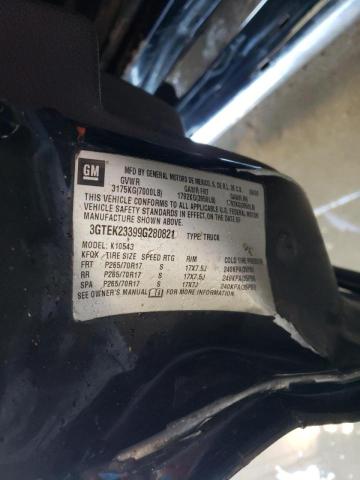 GM
MFD BY GENERAL MOTORS DE MEXICO, S. DE R.L. DE C.V.
GVWR GAWR FRT
3175KG(7000LB) 1792KG(3950LB) 1792KG(3950LB)
THIS VEHICLE CONFORMS TO ALL APPLICABLE U.S. FEDERAL MOTOR
VEHICLE SAFETY STANDARDS IN EFFECT ON THE DATE OF
MANUFACTURE SHOWN ABOVE.
3GTEK23399G280821 TYPE: TRUCK
MODEL: K10543
KFQK TIRE SIZE SPEED RTG RIM COLD TIRE PRESSURE
FRT P265/70R17 S 17X7.5J 240KPA(35PSI)
RR P265/70R17 S 17X7.5J 240KPA(35PSI)
SPA P265/70R17 S 17X7J 240KPA(35PSI)
SEE OWNER'S MANUAL FOR MORE INFORMATION.